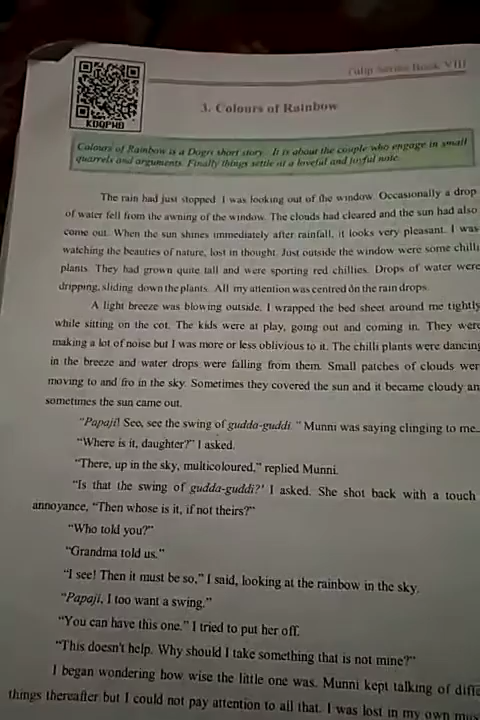 Tulip Series Book VIII
KDQPWD
3. Colours of Rainbow
Colours of Rainbow is a Dogri short story. It is about the couple who engage in small
quarrels and arguments. Finally things settle at a loveful and joyful note.
The rain had just stopped. I was looking out of the window. Occasionally a drop
of water fell from the awning of the window. The clouds had cleared and the sun had also
come out. When the sun shines immediately after rainfall, it looks very pleasant. I was
watching the beauties of nature, lost in thought. Just outside the window were some chilli
plants. They had grown quite tall and were sporting red chillies. Drops of water were
dripping, sliding down the plants. All my attention was centred on the rain drops.
A light breeze was blowing outside. I wrapped the bed sheet around me tightly
while sitting on the cot. The kids were at play, going out and coming in. They were
making a lot of noise but I was more or less oblivious to it. The chilli plants were dancing
in the breeze and water drops were falling from them. Small patches of clouds wer
moving to and fro in the sky. Sometimes they covered the sun and it became cloudy an
sometimes the sun came out.
"Papaji! See, see the swing of gudda-guddi." Munni was saying clinging to me.
"Where is it, daughter?" I asked.
"There, up in the sky, multicoloured," replied Munni.
"Is that the swing of gudda-guddi?' I asked. She shot back with a touch
annoyance, "Then whose is it, if not theirs?"
"Who told you?"
"Grandma told us."
"I see! Then it must be so," I said, looking at the rainbow in the sky.
"Papaji, I too want a swing."
"You can have this one." I tried to put her off.
"This doesn't help. Why should I take something that is not mine?"
I began wondering how wise the little one was. Munni kept talking of diffe
things thereafter but I could not pay attention to all that. I was lost in my own mus